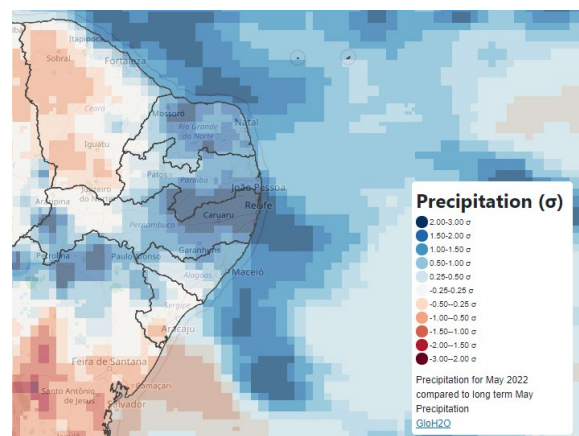 Itapipoca
Sobral
Fortaleza
Ceará
Mossoró
Rio Grande
do Norte
Natal
Iguatu
Patos
Paraíba
João Pessoa
Juazeiro
do Norte
Araripina
Recife
Caruaru
Pernambuco
Petrolina
Paulo Afonso
Garanhuns
Maceió
Alagoas
Sergipe
Aracaju
Feira de Santana
Santo Antônio
de Jesus
Camaçari
Salvador
Precipitation (σ)
2.00-3.00 σ
1.50-2.00 σ
1.00-1.50 σ
0.50-1.00 σ
0.25-0.50 σ
-0.25-0.25 σ
-0.50--0.25 σ
-1.00--0.50 σ
-1.50--1.00 σ
-2.00--1.50 σ
-3.00--2.00 σ
Precipitation for May 2022
compared to long term May
Precipitation
GloH2O